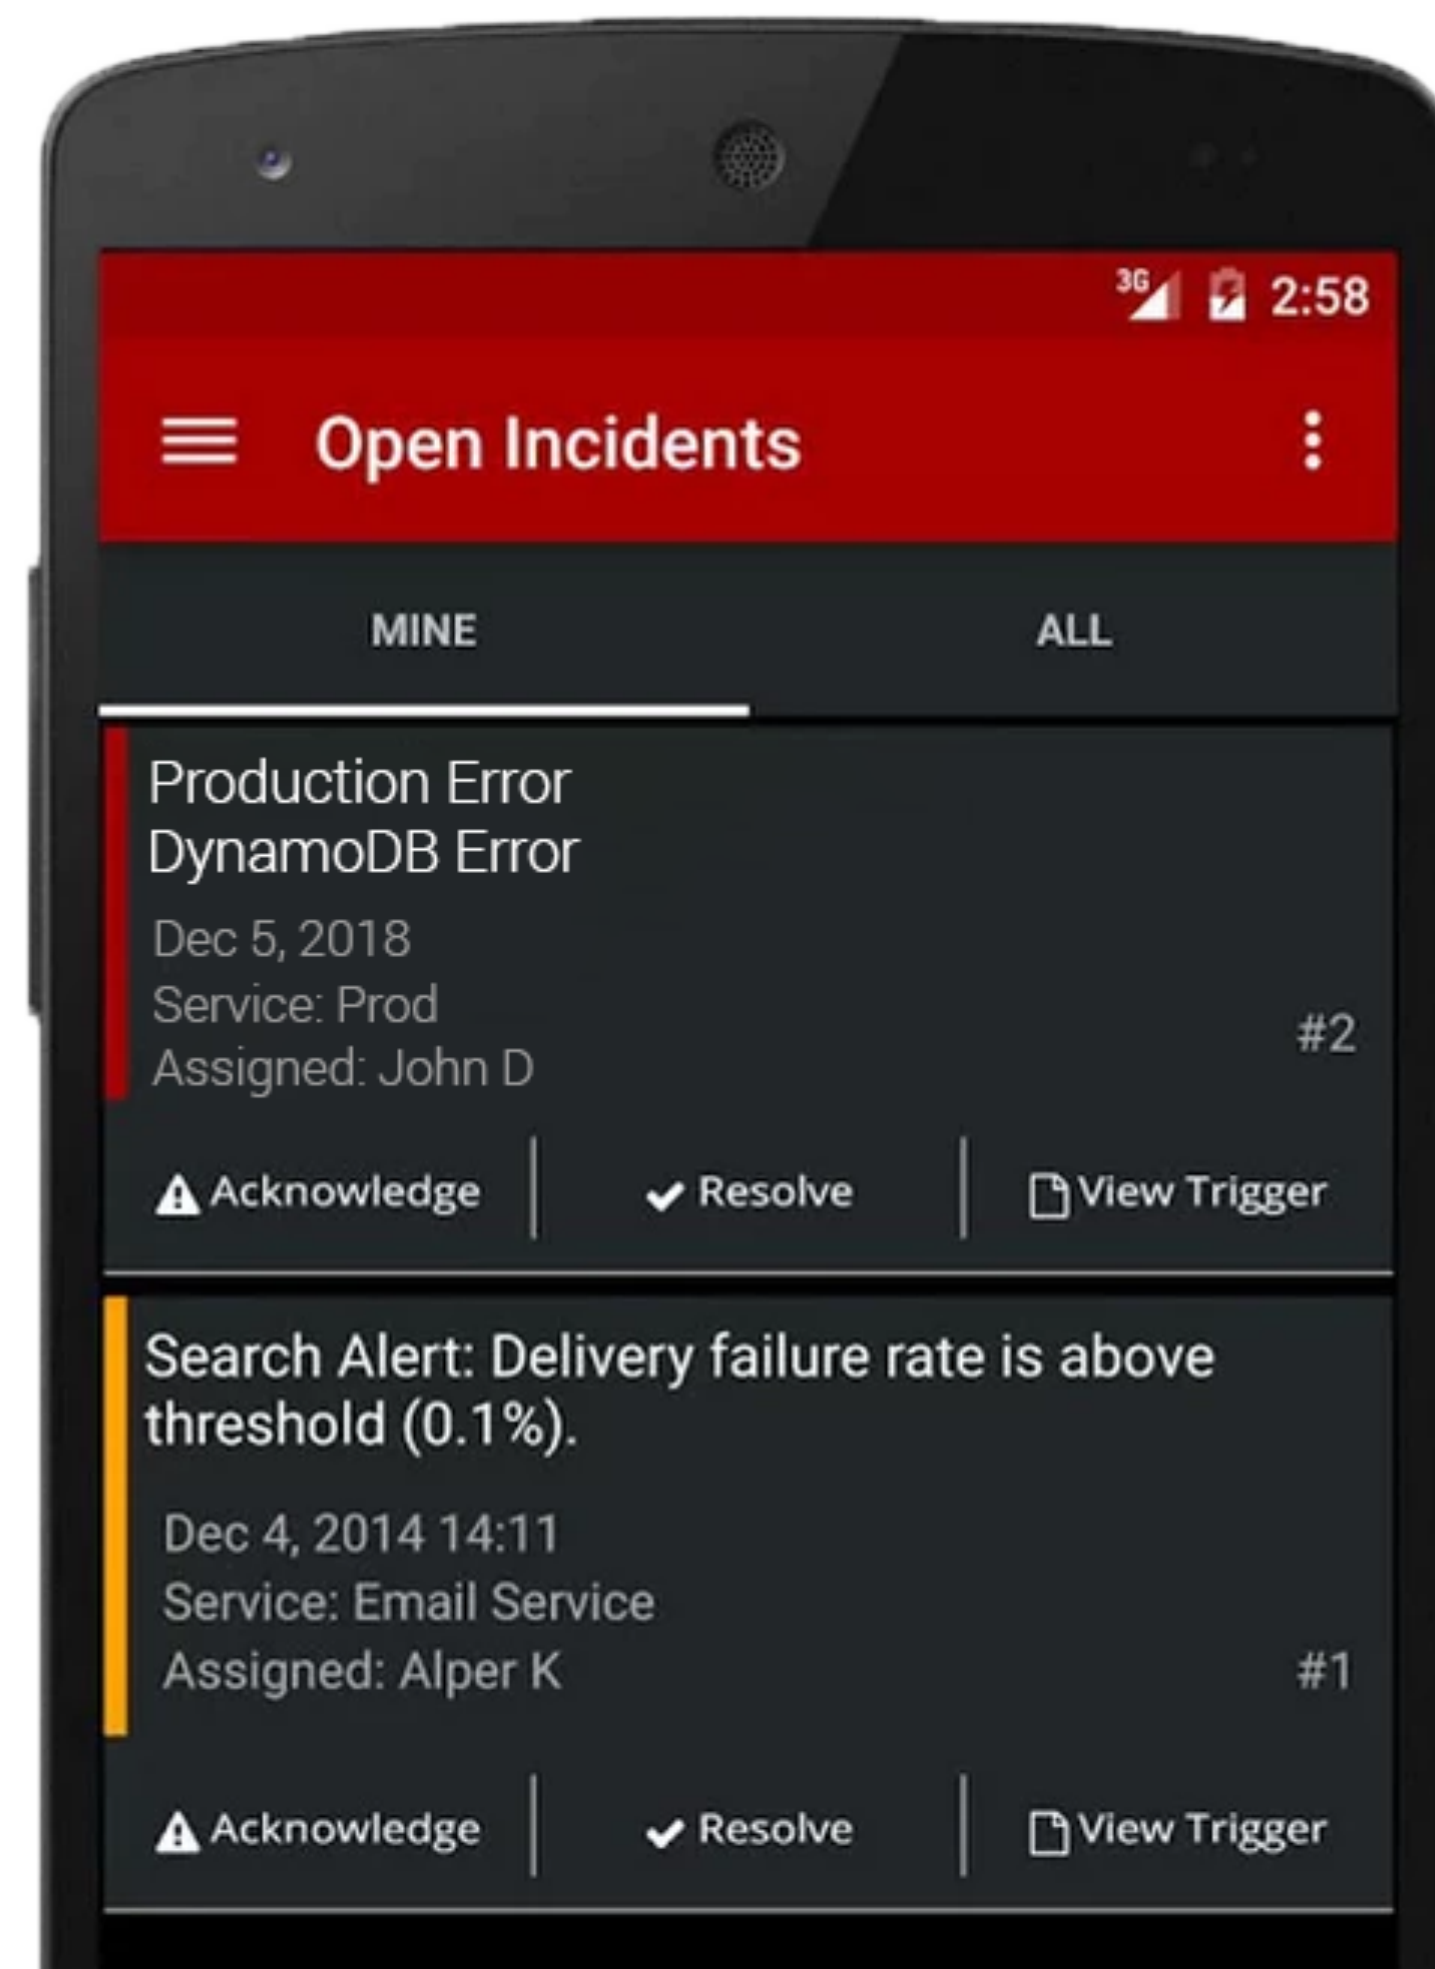 3G 2:58
Open Incidents
MINE ALL
Production Error
DynamoDB Error
Dec 5, 2018
Service: Prod
Assigned: John D
#2
Acknowledge Resolve View Trigger
Search Alert: Delivery failure rate is above
threshold (0.1%).
Dec 4, 2014 14:11
Service: Email Service
Assigned: Alper K
#1
Acknowledge Resolve View Trigger